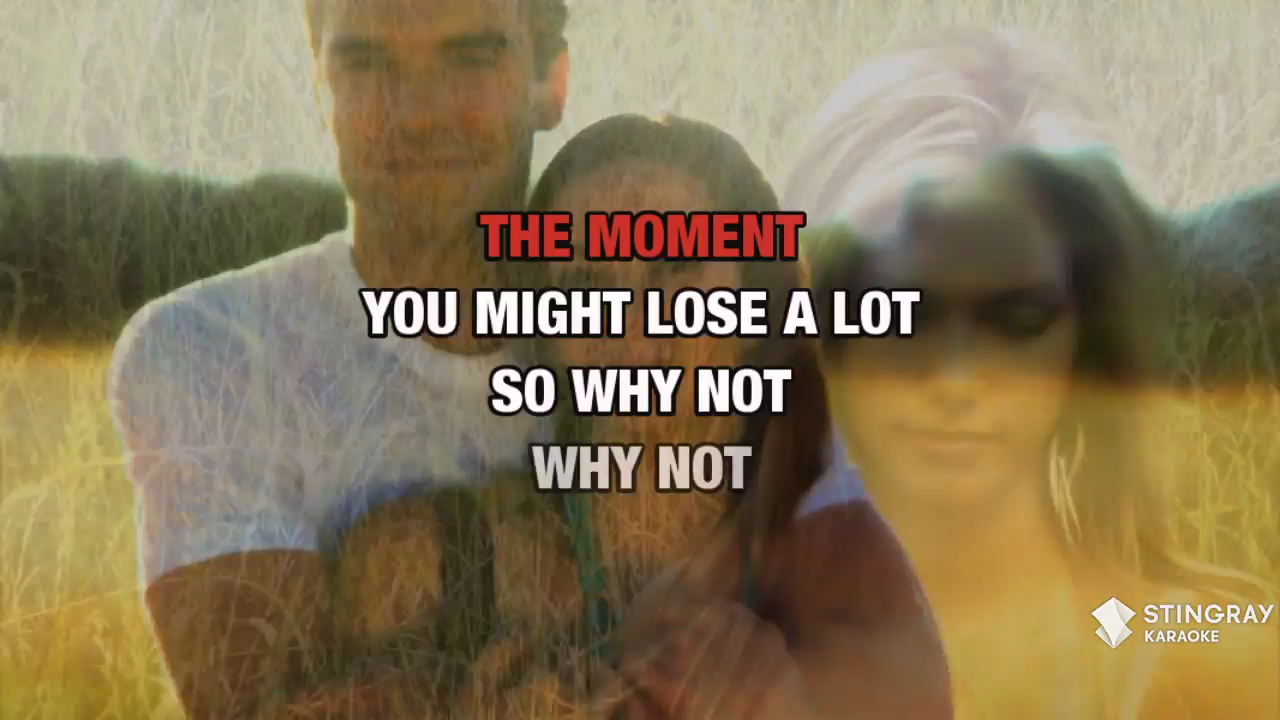 THE MOMENT
YOU MIGHT LOSE A LOT
SO WHY NOT
WHY NOT
STINGRAY
KARAOKE